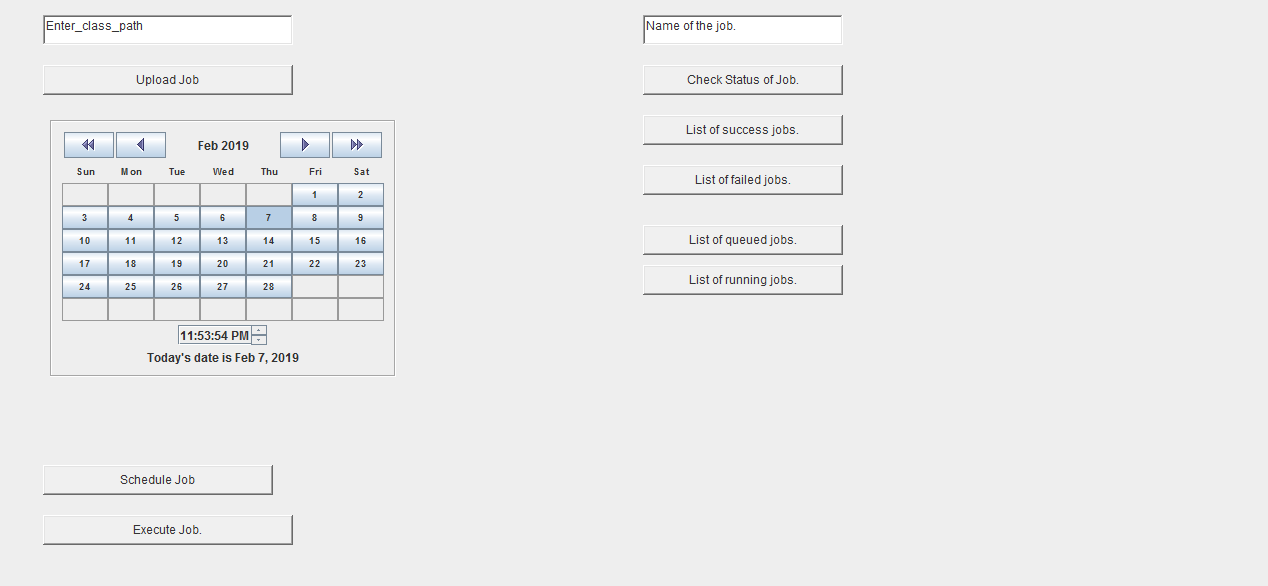 Enter_class_path
Upload Job
Feb 2019
Sun Mon Tue Wed Thu Fri Sat
1 2
3 4 5 6 7 8 9
10 11 12 13 14 15 16
17 18 19 20 21 22 23
24 25 26 27 28
11:53:54 PM
Today's date is Feb 7, 2019
Schedule Job
Execute Job.
Name of the job.
Check Status of Job.
List of success jobs.
List of failed jobs.
List of queued jobs.
List of running jobs.